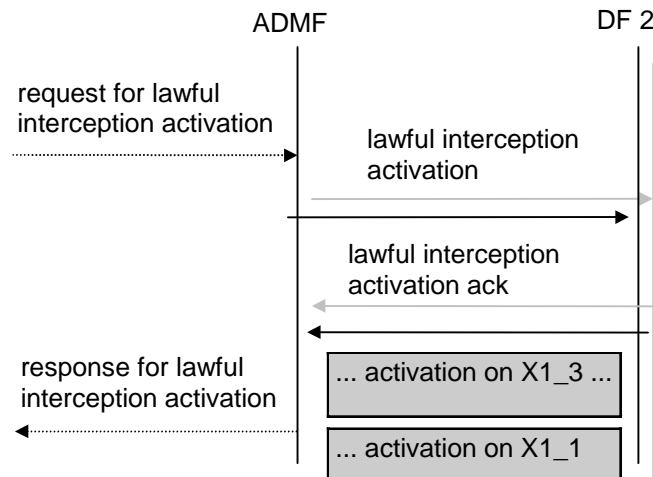 ADMF
DF 2
request for lawful
interception activation
lawful interception
activation
lawful interception
activation ack
response for lawful
interception activation
... activation on X1_3 ...
... activation on X1_1